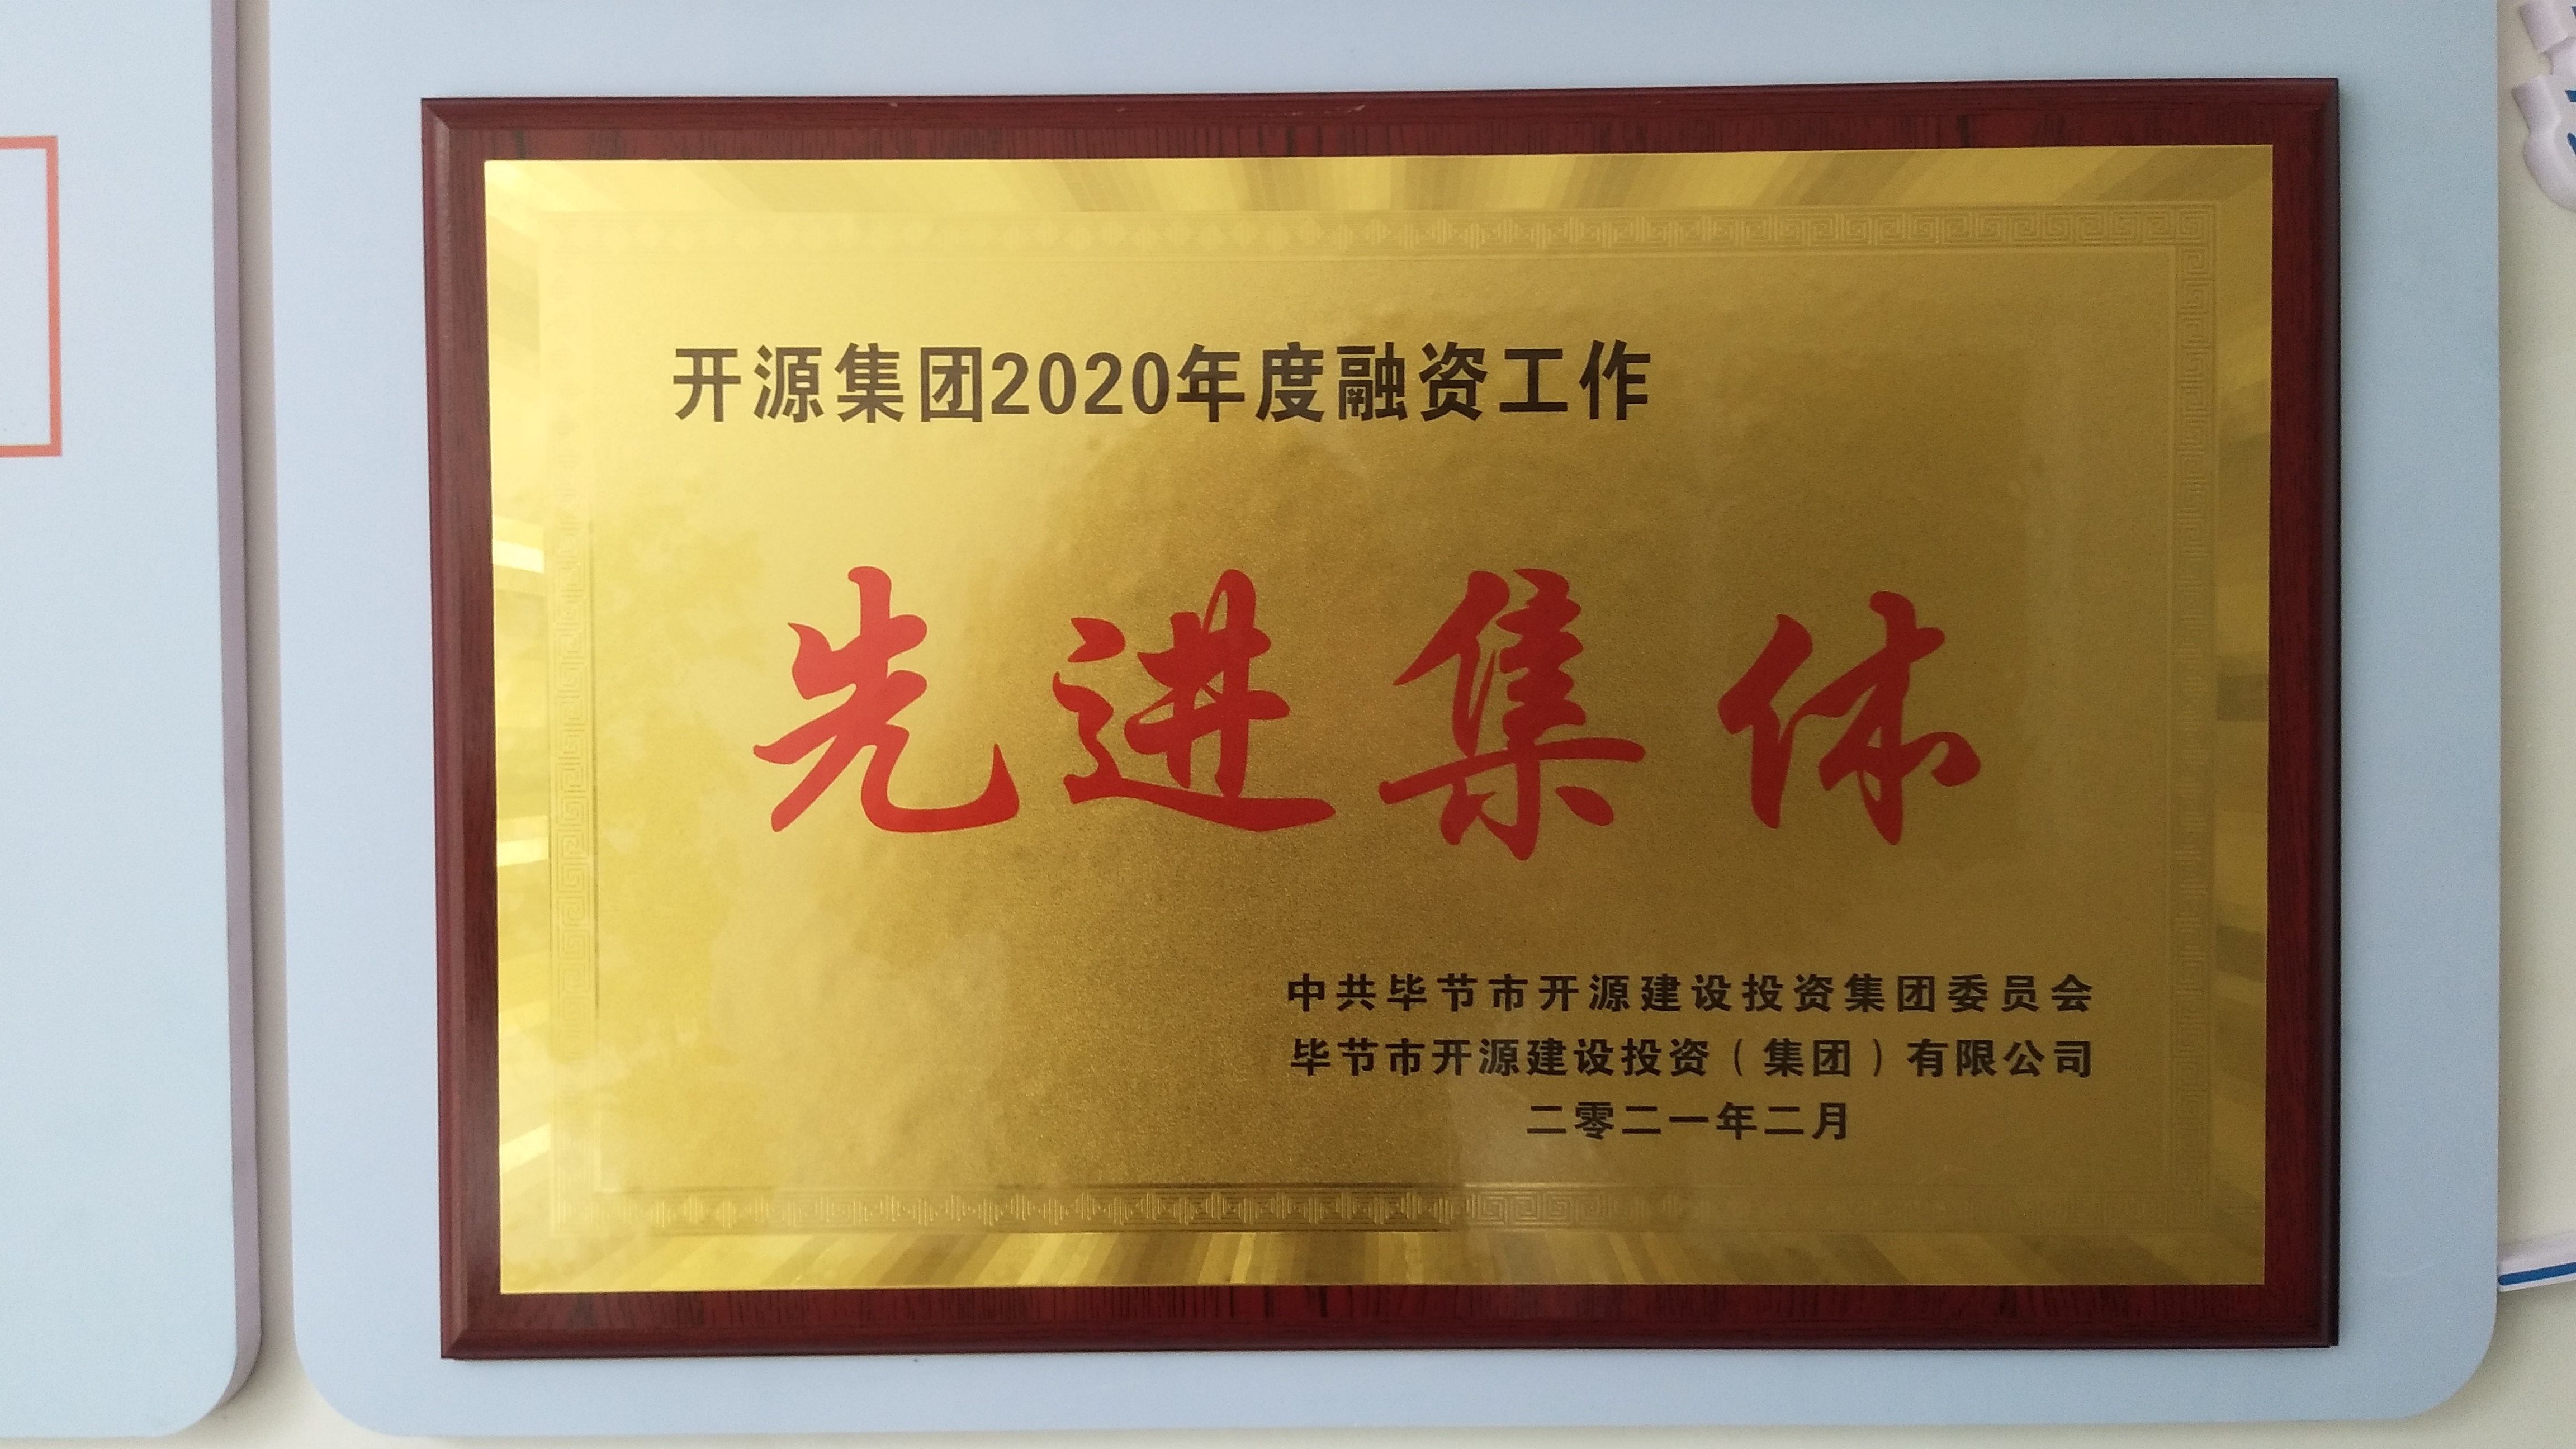 开源集团2020年度融资工作
先进集体
中共毕节市开源建设投资集团委员会
毕节市开源建设投资（集团）有限公司
二零二一年二月